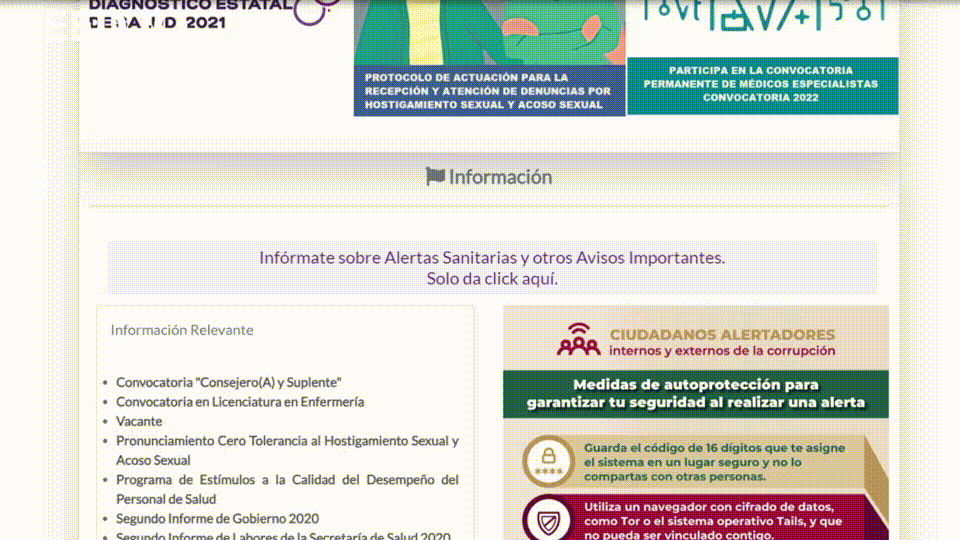 DIAGNÓSTICO ESTATAL
2021
PROTOCOLO DE ACTUACIÓN PARA LA
RECEPCIÓN Y ATENCIÓN DE DENUNCIAS POR
HOSTIGAMIENTO SEXUAL Y ACOSO SEXUAL
PARTICIPA EN LA CONVOCATORIA
PERMANENTE DE MÉDICOS ESPECIALISTAS
CONVOCATORIA 2022
Información
Infórmate sobre Alertas Sanitarias y otros Avisos Importantes.
Solo da click aquí.
Información Relevante
Convocatoria "Consejero(A) y Suplente"
Convocatoria en Licenciatura en Enfermería
Vacante
Pronunciamiento Cero Tolerancia al Hostigamiento Sexual y
Acoso Sexual
Programa de Estímulos a la Calidad del Desempeño del
Personal de Salud
Segundo Informe de Gobierno 2020
Segundo Informe de Labores de la Secretaría de Salud 2020
CIUDADANOS ALERTADORES
internos y externos de la corrupción
Medidas de autoprotección para
garantizar tu seguridad al realizar una alerta
Guarda el código de 16 dígitos que te asigne
el sistema en un lugar seguro y no lo
compartas con otras personas.
Utiliza un navegador con cifrado de datos,
como Tor o el sistema operativo Tails, y que
no pueda ser vinculado contigo.